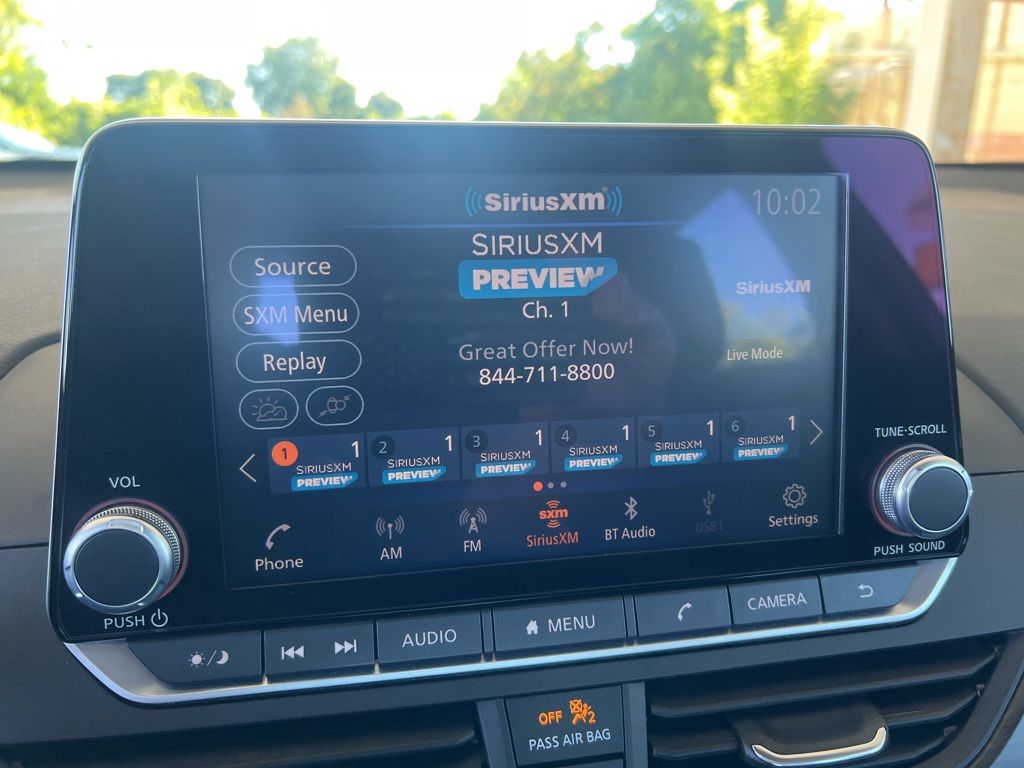 SiriusXM
10:02
SIRIUSXM
PREVIEW
Ch. 1
Great Offer Now!
844-711-8800
Source
SXM Menu
Replay
SiriusXM
Live Mode
1 1 SIRIUSXM PREVIEW
2 1 SIRIUSXM PREVIEW
3 1 SIRIUSXM PREVIEW
4 1 SIRIUSXM PREVIEW
5 1 SIRIUSXM PREVIEW
6 1 SIRIUSXM PREVIEW
Phone
AM
FM
sxm
SiriusXM
BT Audio
USB1
Settings
VOL
PUSH
TUNE·SCROLL
PUSH SOUND
AUDIO
MENU
CAMERA
OFF 2
PASS AIR BAG